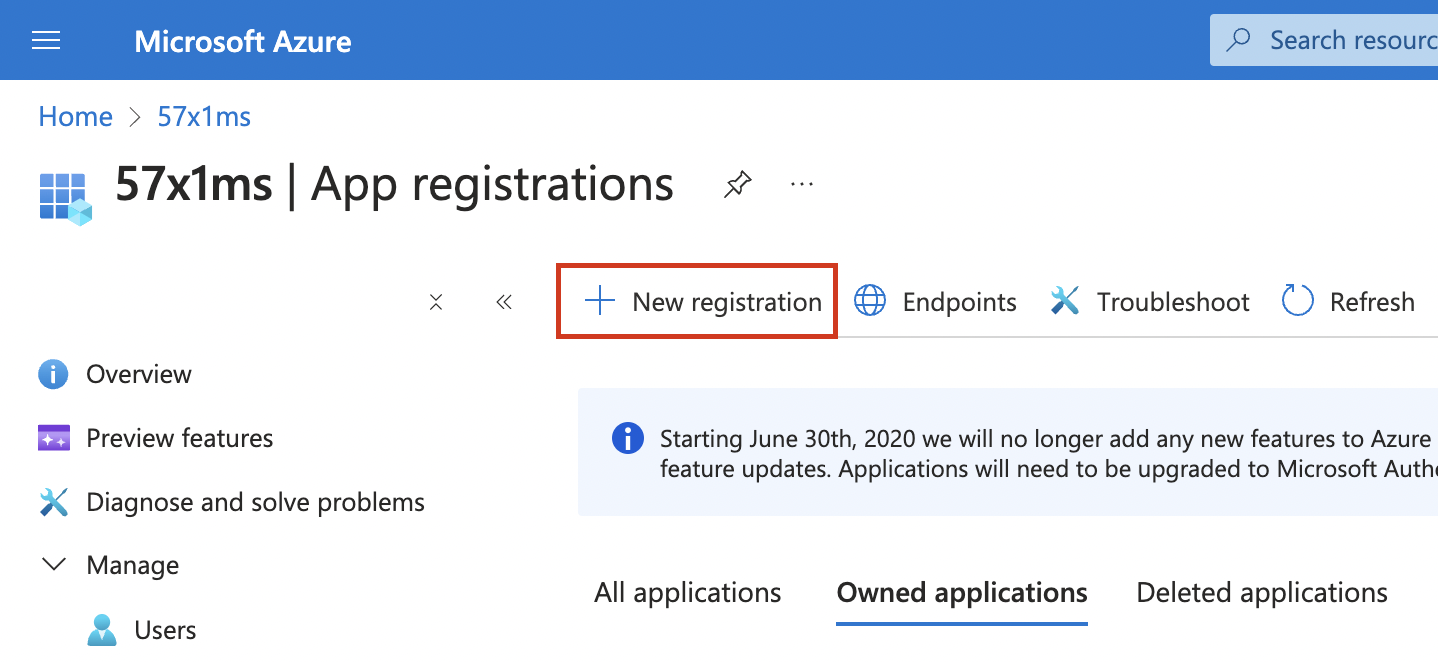 Microsoft Azure
Search resourc
Home > 57x1ms
57x1ms | App registrations
New registration
Endpoints
Troubleshoot
Refresh
Overview
Preview features
Diagnose and solve problems
Manage
Users
Starting June 30th, 2020 we will no longer add any new features to Azure
feature updates. Applications will need to be upgraded to Microsoft Authe
All applications
Owned applications
Deleted applications